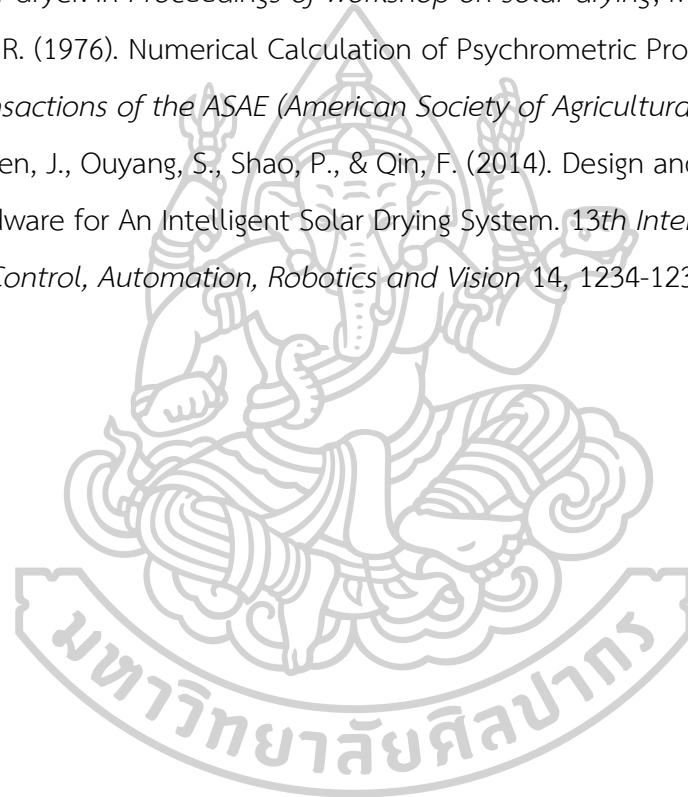 dryer. In Proceedings of workshop on solar drying,
R. (1976). Numerical Calculation of Psychrometric Pro
nsactions of the ASAE (American Society of Agricultura
en, J., Ouyang, S., Shao, P., & Qin, F. (2014). Design and
dware for An Intelligent Solar Drying System. 13th Inter
Control, Automation, Robotics and Vision 14, 1234-123
มหาวิทยาลัยศิลปากร